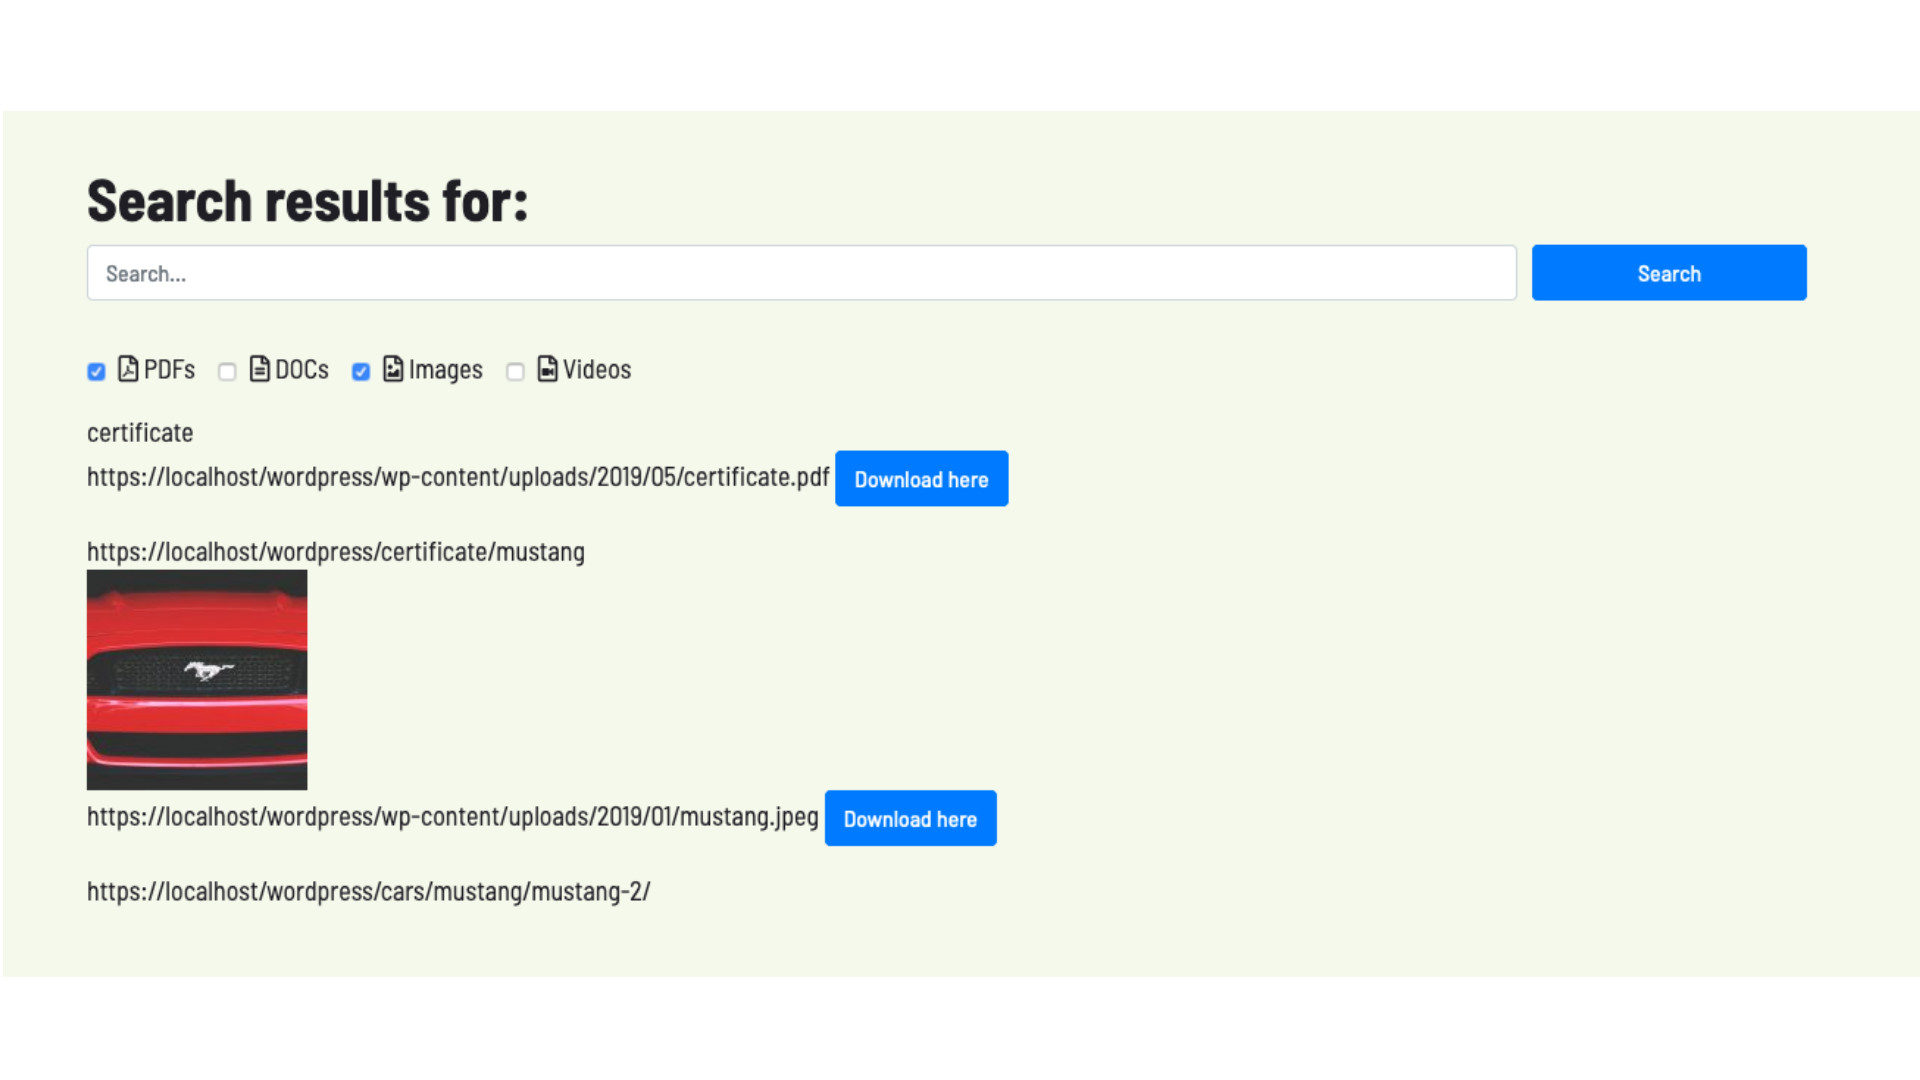 Search results for:
Search... Search
PDFs DOCs Images Videos
certificate
https://localhost/wordpress/wp-content/uploads/2019/05/certificate.pdf Download here
https://localhost/wordpress/certificate/mustang
https://localhost/wordpress/wp-content/uploads/2019/01/mustang.jpeg Download here
https://localhost/wordpress/cars/mustang/mustang-2/